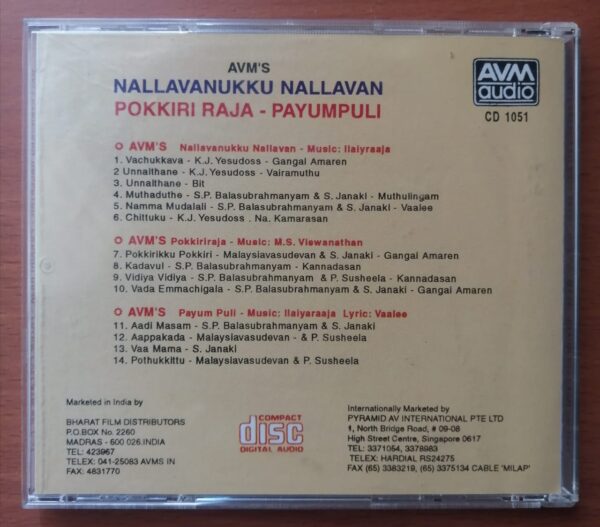 AVM'S
NALLAVANUKKU NALLAVAN
POKKIRI RAJA - PAYUMPULI
AVM
audio
CD 1051
AVM'S Nallavanukku Nallavan - Music: Ilaiyraaja
1. Vachukkava - K.J. Yesudoss - Gangai Amaren
2 Unnaithane - K.J. Yesudoss - Vairamuthu
3. Unnaithane - Bit
4. Muthaduthe - S.P. Balasubrahmanyam & S. Janaki - Muthulingam
5. Namma Mudalali - S.P. Balasubrahmanyam & S. Janaki - Vaalee
6. Chittuku - K.J. Yesudoss . Na. Kamarasan
AVM'S Pokkiriraja - Music: M.S. Viswanathan
7. Pokkirikku Pokkiri - Malaysiavasudevan & S. Janaki - Gangai Amaren
8. Kadavul - S.P. Balasubrahmanyam - Kannadasan
9. Vidiya Vidiya - S.P. Balasubrahmanyam & P. Susheela - Kannadasan
10. Vada Emmachigala - S.P. Balasubrahmanyam & S. Janaki - Gangai Amaren
AVM'S Payum Puli - Music: Ilaiyaraaja Lyric: Vaalee
11. Aadi Masam - S.P. Balasubrahmanyam & S. Janaki
12. Aappakada - Malaysiavasudevan - & P. Susheela
13. Vaa Mama - S. Janaki
14. Pothukkittu - Malaysiavasudevan & P. Susheela
Marketed in India by
BHARAT FILM DISTRIBUTORS
P.O.BOX No. 2260
MADRAS - 600 026.INDIA
TEL: 423967
TELEX: 041-25083 AVMS IN
FAX: 4831770
COMPACT
disc
DIGITAL AUDIO
Internationally Marketed by
PYRAMID AV INTERNATIONAL PTE LTD
1, North Bridge Road, # 09-08
High Street Centre, Singapore 0617
TEL: 3371054, 3378983
TELEX: HARDIAL RS24275
FAX (65) 3383219, (65) 3375134 CABLE 'MILAP'